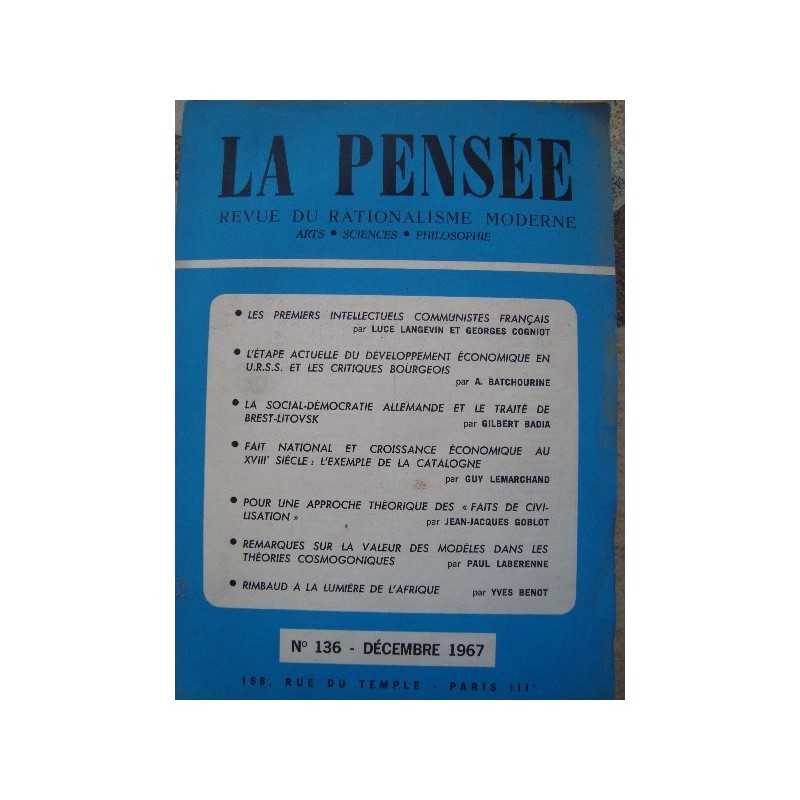 LA PENSÉE
REVUE DU RATIONALISME MODERNE
ARTS • SCIENCES • PHILOSOPHIE
• LES PREMIERS INTELLECTUELS COMMUNISTES FRANÇAIS
par LUCE LANGEVIN ET GEORGES COGNIOT
• L'ÉTAPE ACTUELLE DU DÉVELOPPEMENT ÉCONOMIQUE EN
U.R.S.S. ET LES CRITIQUES BOURGEOIS
par A. BATCHOURINE
• LA SOCIAL-DÉMOCRATIE ALLEMANDE ET LE TRAITÉ DE
BREST-LITOVSK par GILBERT BADIA
• FAIT NATIONAL ET CROISSANCE ÉCONOMIQUE AU
XVIIIe SIÈCLE : L'EXEMPLE DE LA CATALOGNE
par GUY LEMARCHAND
• POUR UNE APPROCHE THÉORIQUE DES « FAITS DE CIVI-
LISATION » par JEAN-JACQUES GOBLOT
• REMARQUES SUR LA VALEUR DES MODÈLES DANS LES
THÉORIES COSMOGONIQUES par PAUL LABERENNE
• RIMBAUD A LA LUMIÈRE DE L'AFRIQUE par YVES BENOT
N° 136 - DÉCEMBRE 1967
168, RUE DU TEMPLE - PARIS IIIe